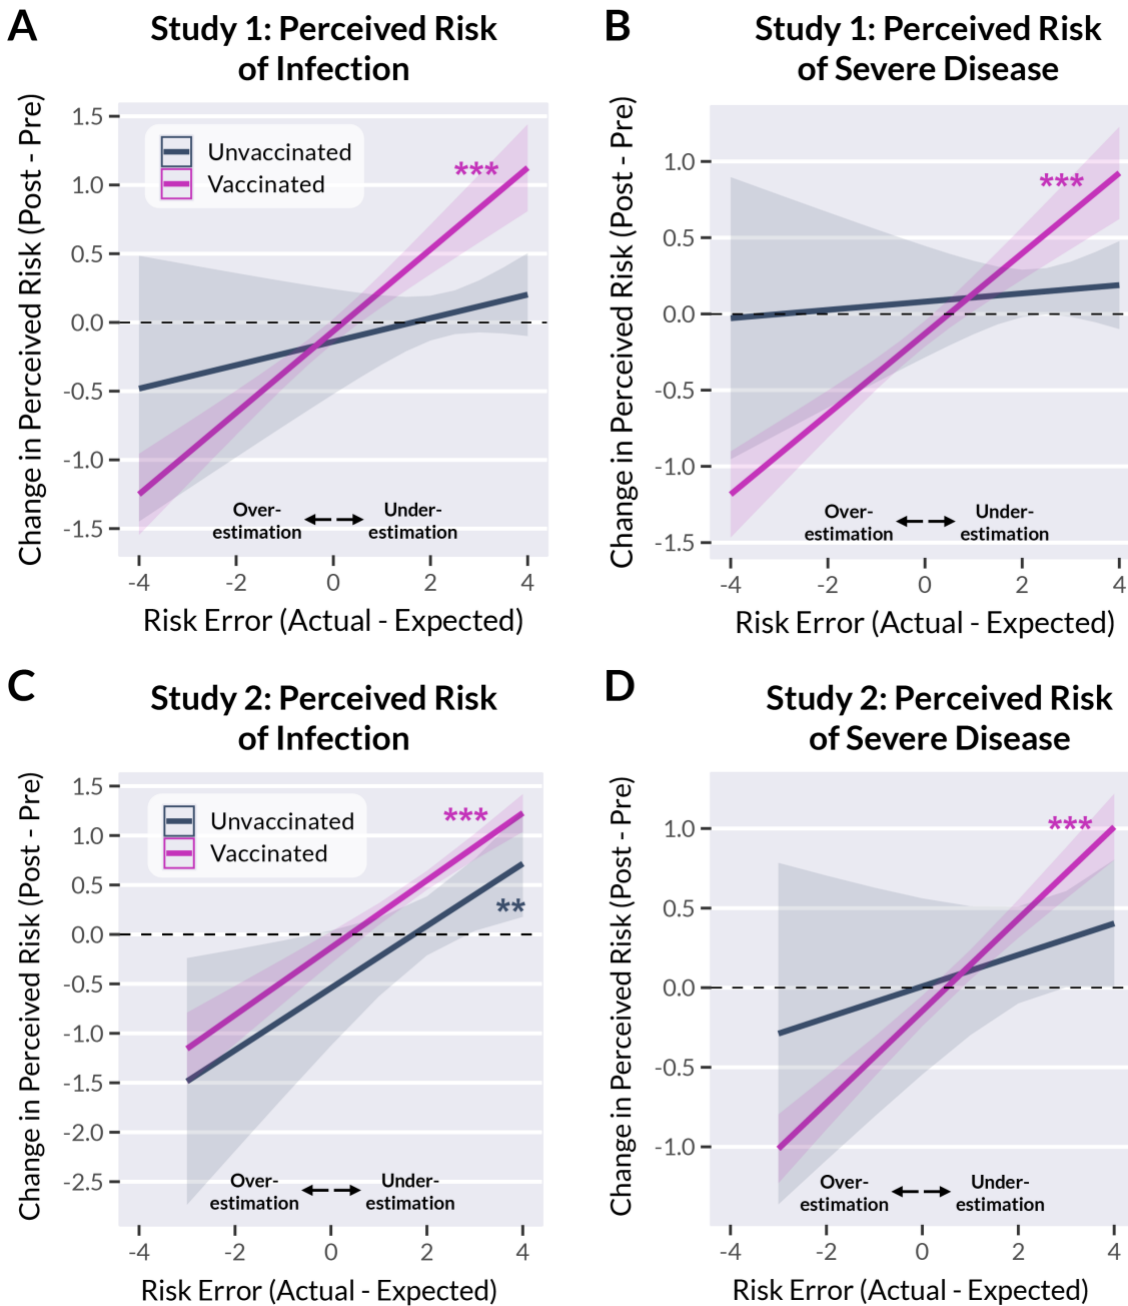 A
Study 1: Perceived Risk
of Infection
Change in Perceived Risk (Post - Pre)
1.5
1.0
0.5
0.0
-0.5
-1.0
-1.5
Unvaccinated
Vaccinated
***
Over-
estimation
Under-
estimation
-4 -2 0 2 4
Risk Error (Actual - Expected)
B
Study 1: Perceived Risk
of Severe Disease
Change in Perceived Risk (Post - Pre)
1.0
0.5
0.0
-0.5
-1.0
-1.5
***
Over-
estimation
Under-
estimation
-4 -2 0 2 4
Risk Error (Actual - Expected)
C
Study 2: Perceived Risk
of Infection
Change in Perceived Risk (Post - Pre)
1.5
1.0
0.5
0.0
-0.5
-1.0
-1.5
-2.0
-2.5
Unvaccinated
Vaccinated
***
**
Over-
estimation
Under-
estimation
-4 -2 0 2 4
Risk Error (Actual - Expected)
D
Study 2: Perceived Risk
of Severe Disease
Change in Perceived Risk (Post - Pre)
1.0
0.5
0.0
-0.5
-1.0
***
Over-
estimation
Under-
estimation
-4 -2 0 2 4
Risk Error (Actual - Expected)